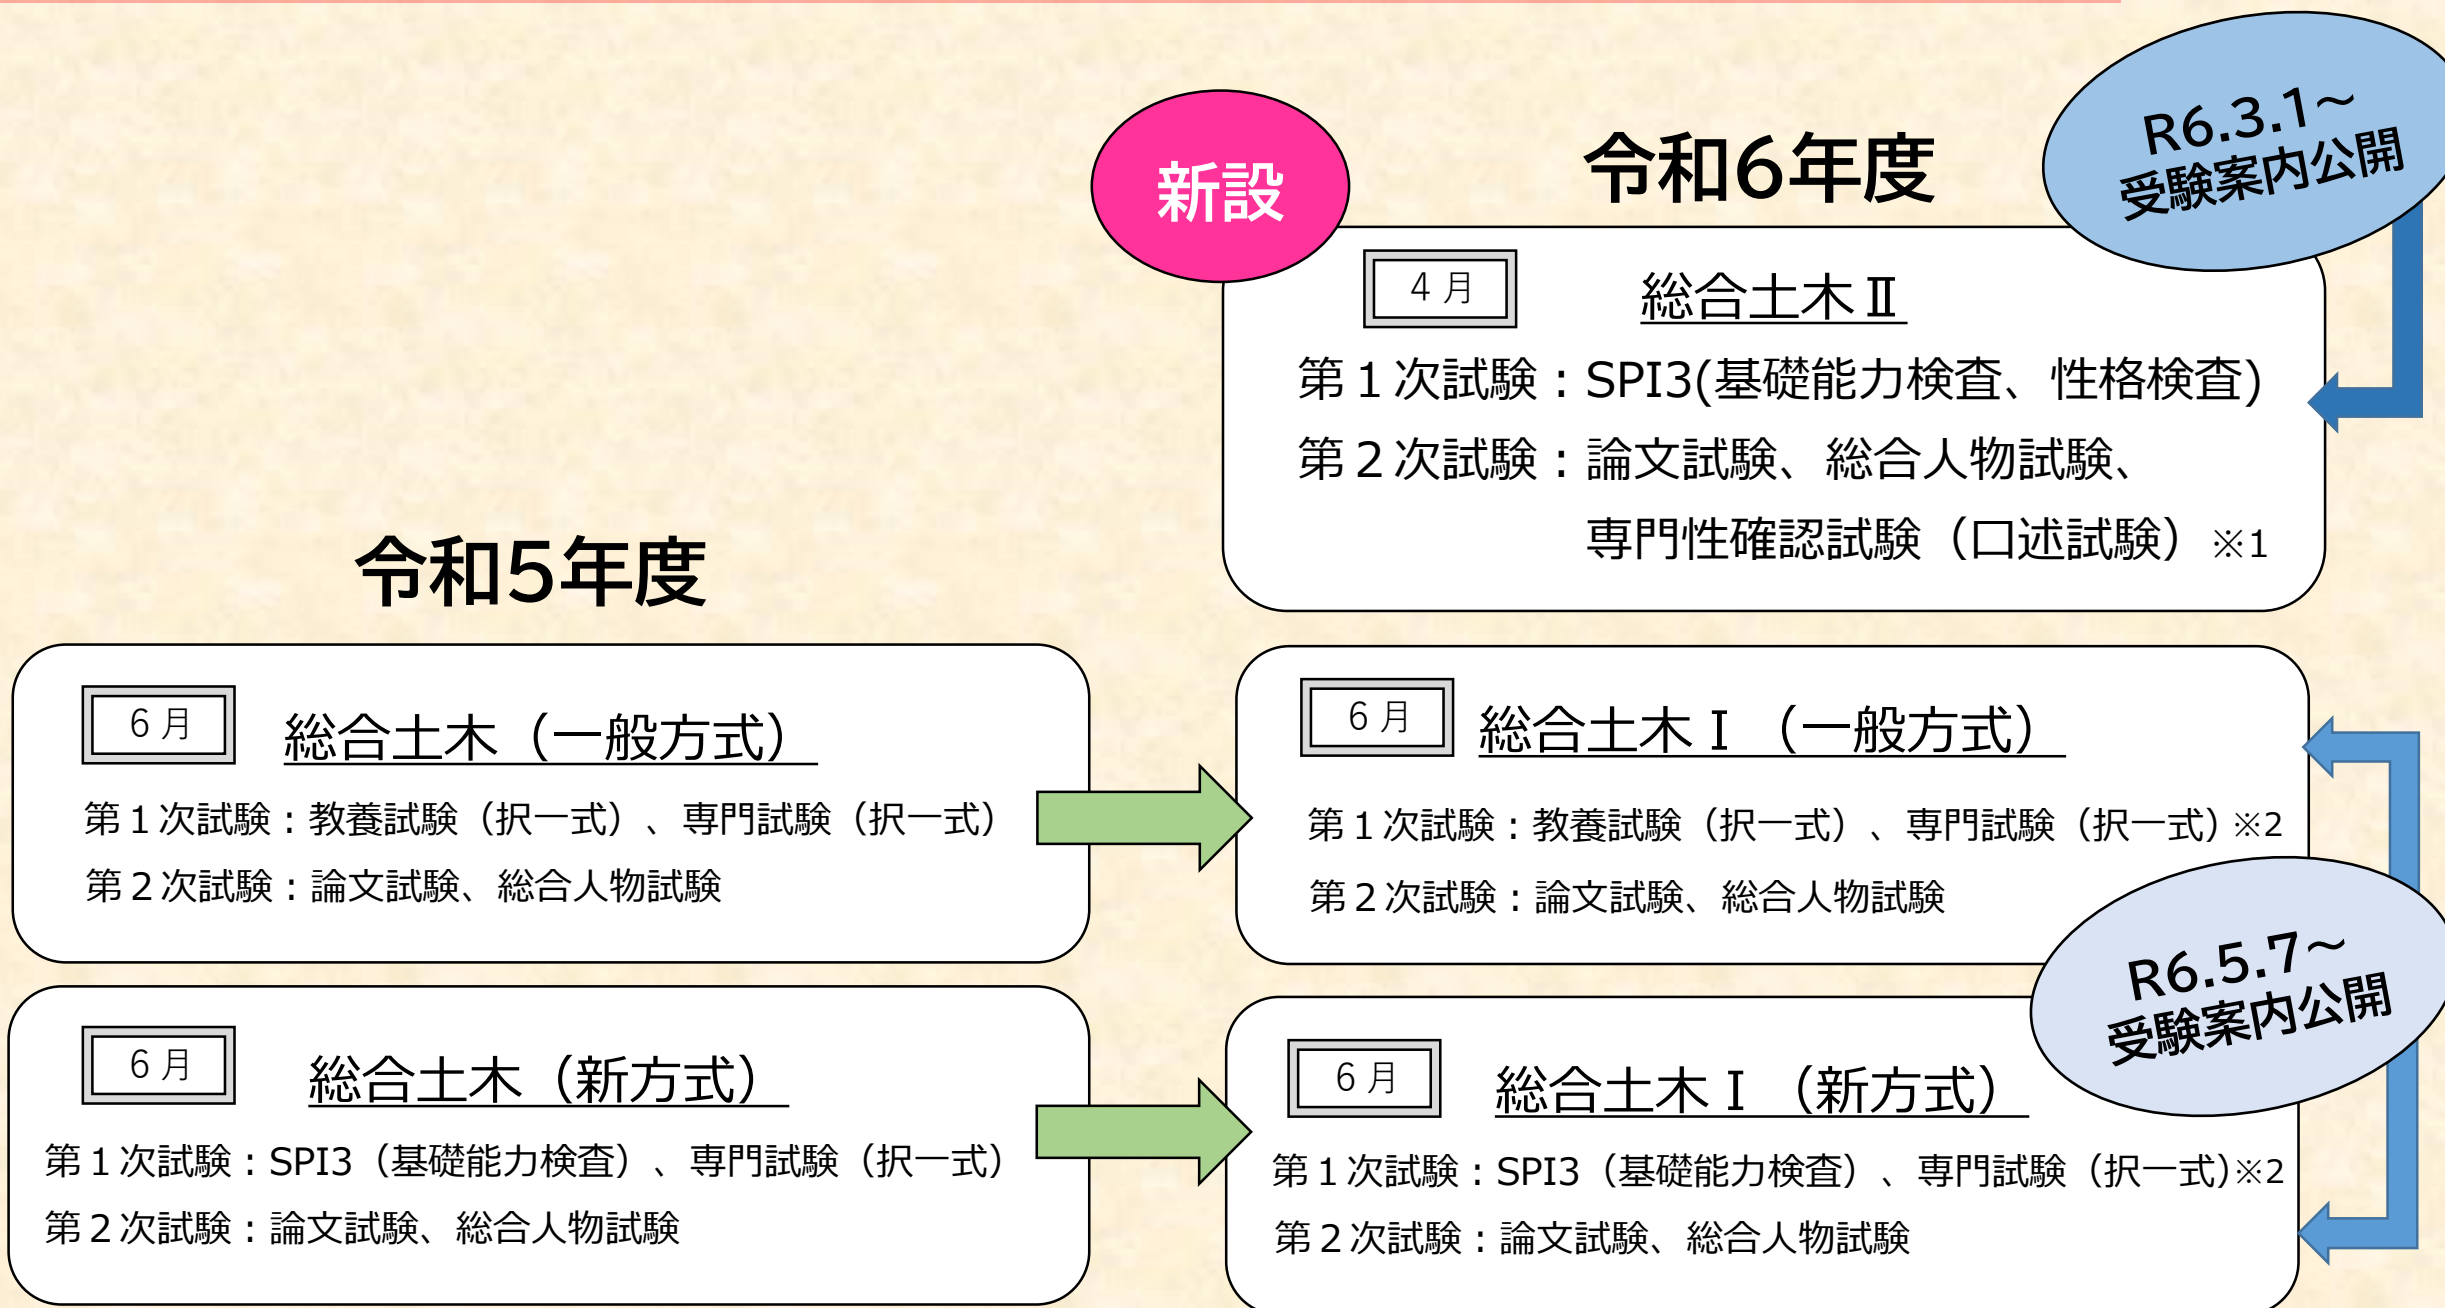 令和6年度
R6.3.1～
受験案内公開
新設
4月
総合土木Ⅱ
第1次試験：SPI3(基礎能力検査、性格検査)
第2次試験：論文試験、総合人物試験、
専門性確認試験（口述試験）※1
令和5年度
6月
総合土木（一般方式）
第1次試験：教養試験（択一式）、専門試験（択一式）
第2次試験：論文試験、総合人物試験
6月
総合土木Ⅰ（一般方式）
第1次試験：教養試験（択一式）、専門試験（択一式）※2
第2次試験：論文試験、総合人物試験
R6.5.7～
受験案内公開
6月
総合土木（新方式）
第1次試験：SPI3（基礎能力検査）、専門試験（択一式）
第2次試験：論文試験、総合人物試験
6月
総合土木Ⅰ（新方式）
第1次試験：SPI3（基礎能力検査）、専門試験（択一式）※2
第2次試験：論文試験、総合人物試験